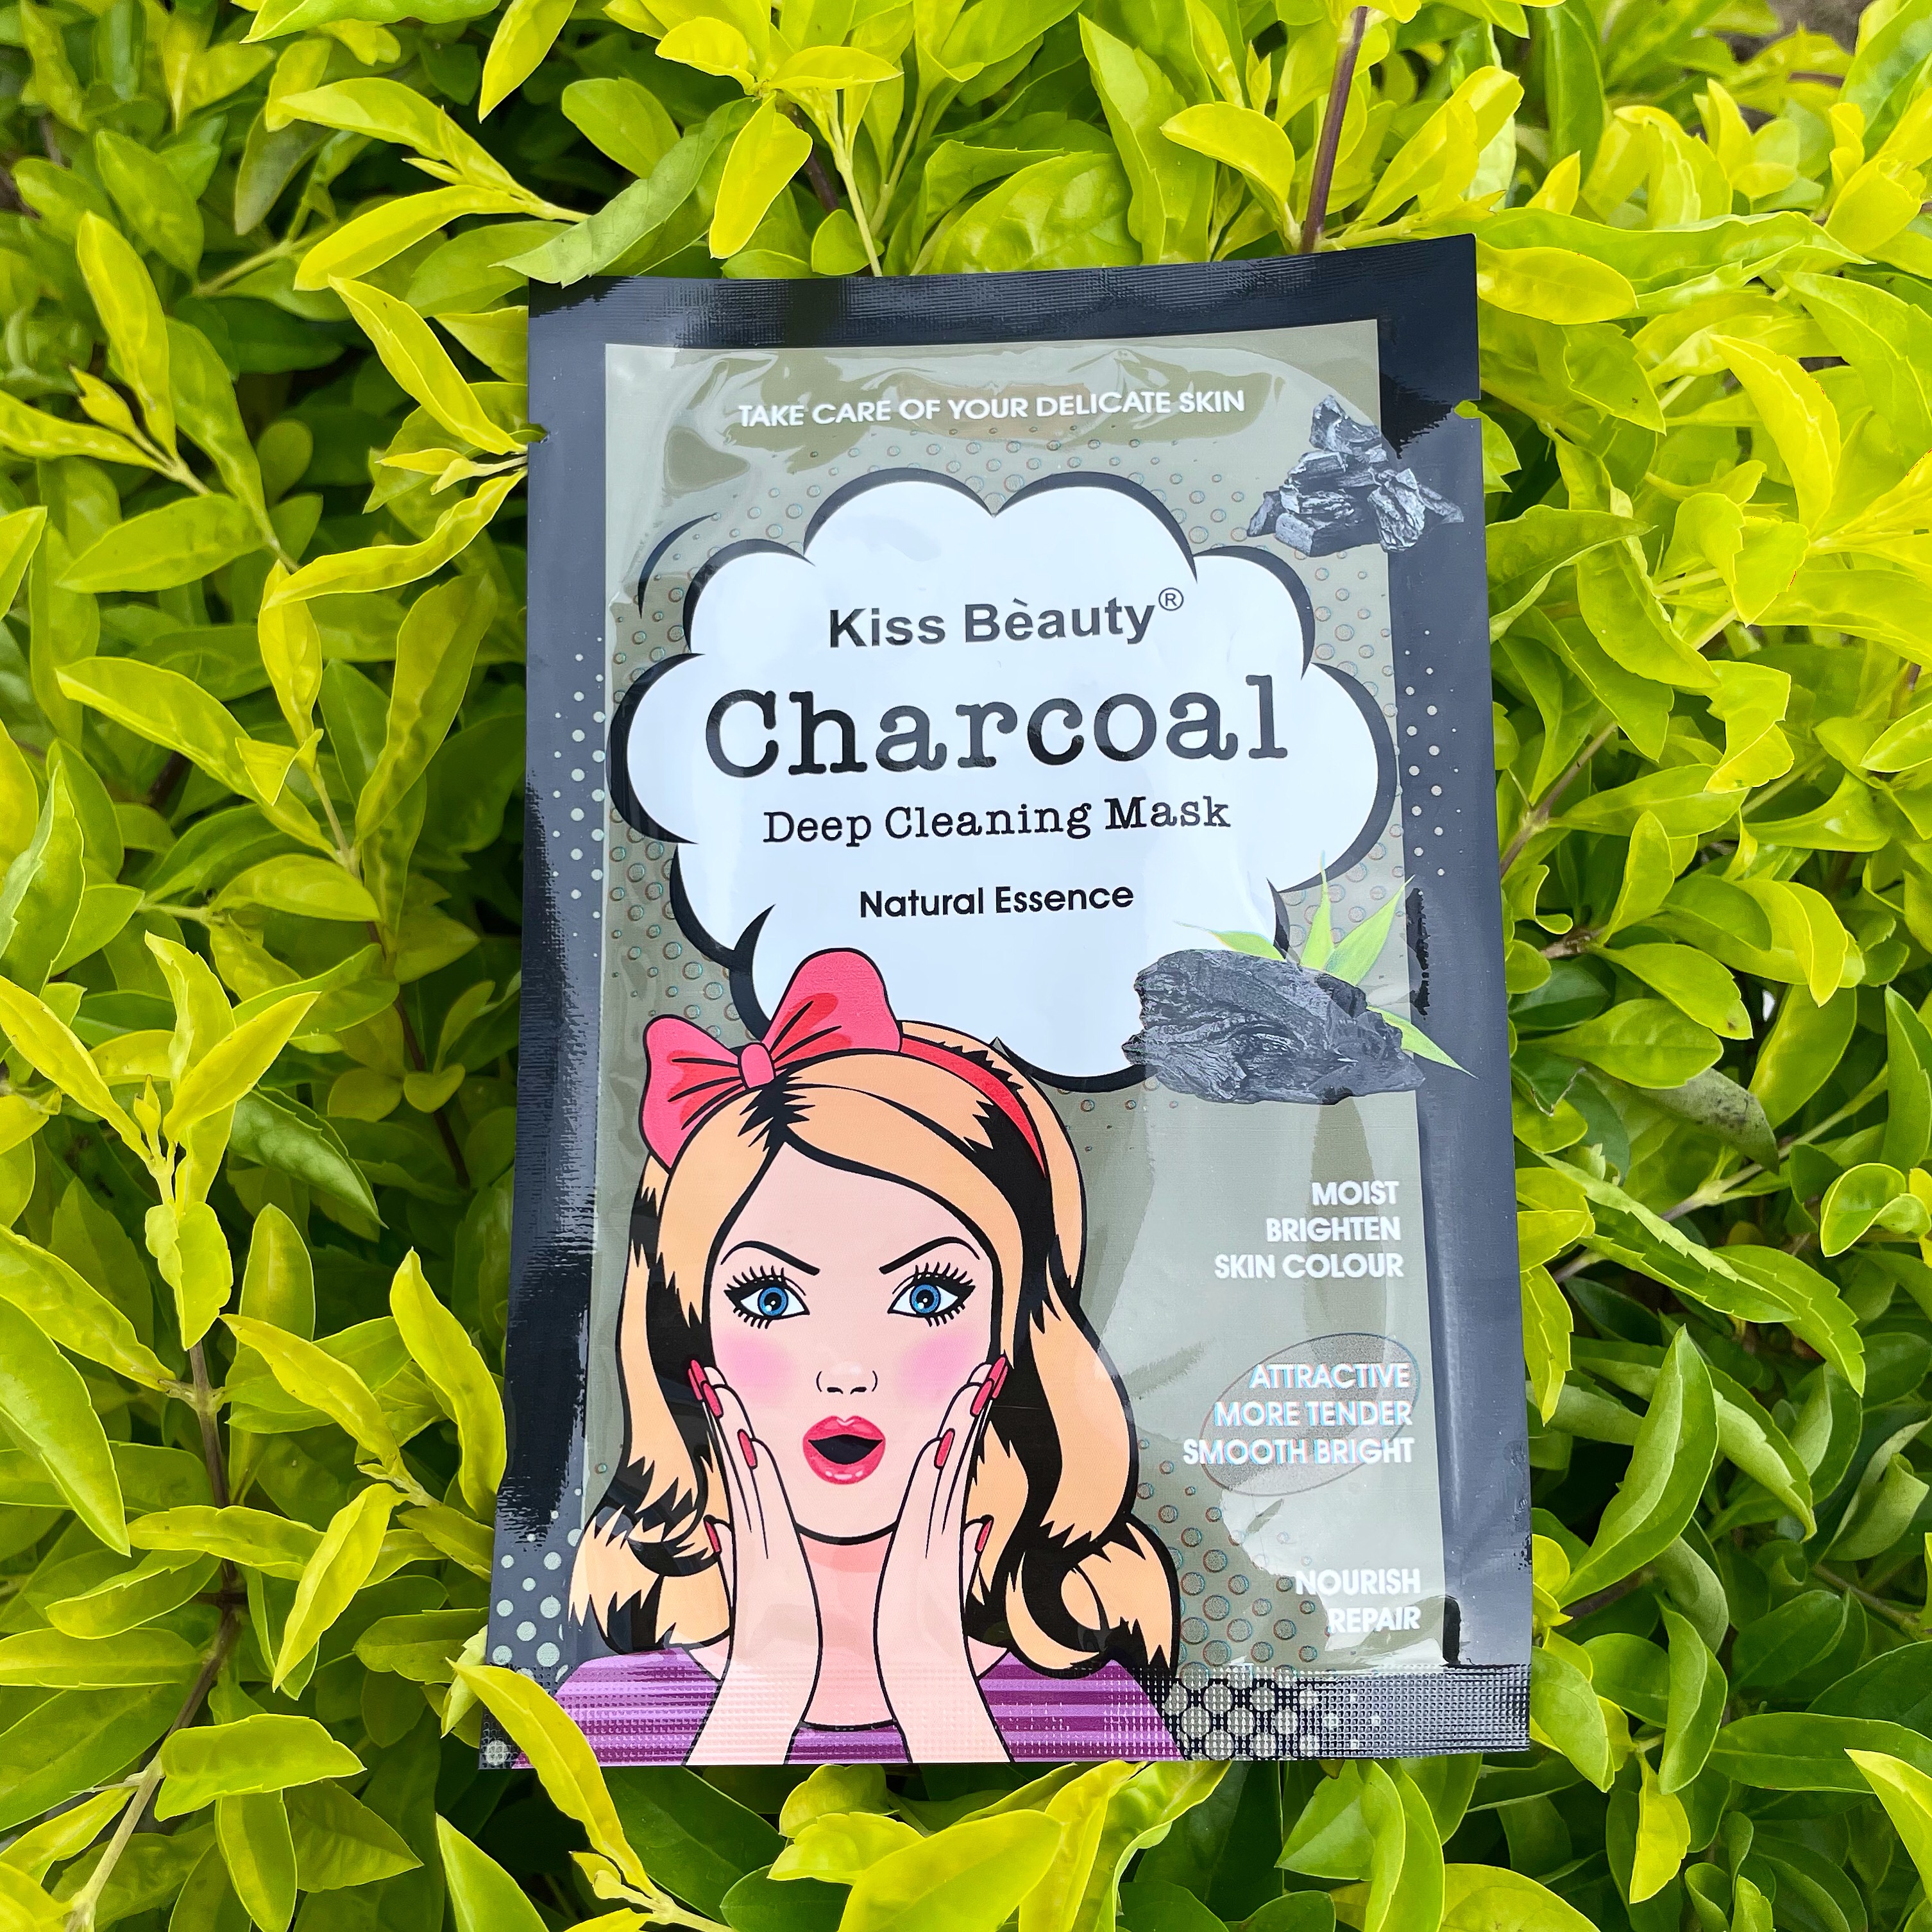 TAKE CARE OF YOUR DELICATE SKIN
Kiss Bèauty®
Charcoal
Deep Cleaning Mask
Natural Essence
MOIST
BRIGHTEN
SKIN COLOUR
ATTRACTIVE
MORE TENDER
SMOOTH BRIGHT
NOURISH
REPAIR